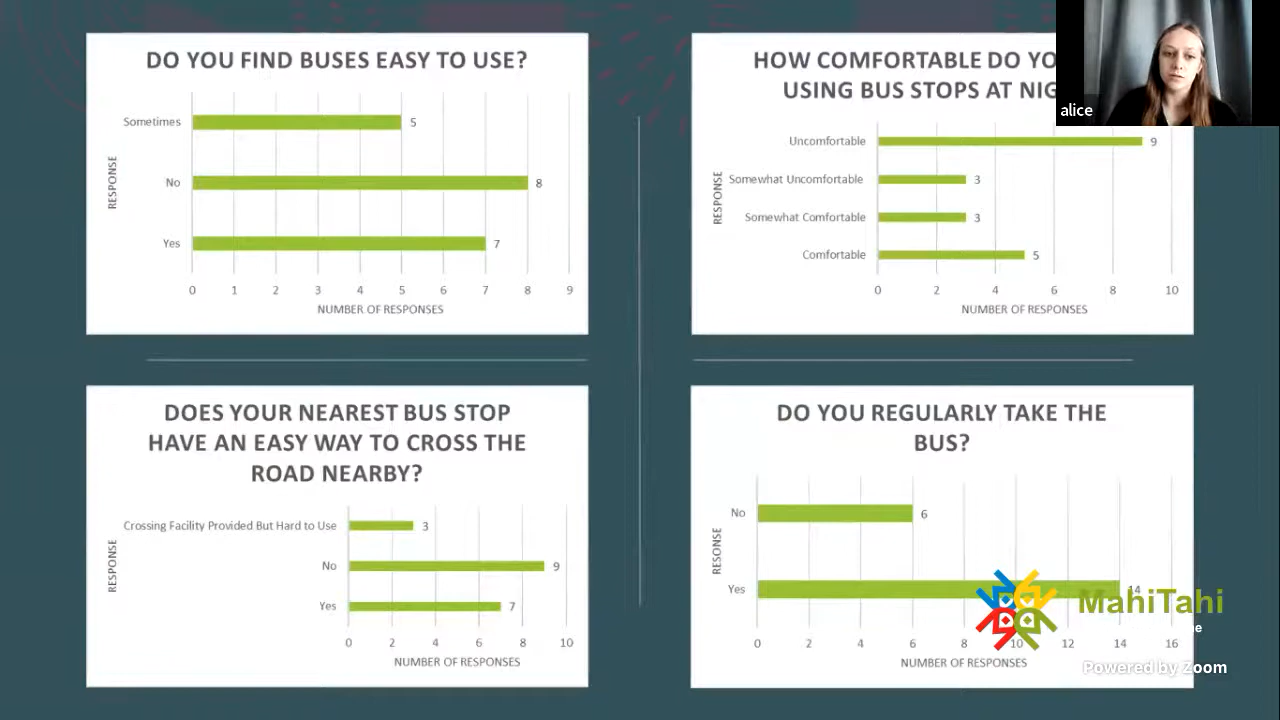 DO YOU FIND BUSES EASY TO USE?
Sometimes
5
No
8
Yes
7
RESPONSE
0 1 2 3 4 5 6 7 8 9
NUMBER OF RESPONSES
HOW COMFORTABLE DO
USING BUS STOPS AT
alice
Uncomfortable
9
Somewhat Uncomfortable
3
Somewhat Comfortable
3
Comfortable
5
RESPONSE
0 2 4 6 8 10
NUMBER OF RESPONSES
DOES YOUR NEAREST BUS STOP
HAVE AN EASY WAY TO CROSS THE
ROAD NEARBY?
Crossing Facility Provided But Hard to Use
3
No
9
Yes
7
RESPONSE
0 2 4 6 8 10
NUMBER OF RESPONSES
DO YOU REGULARLY TAKE THE
BUS?
No
6
Yes
14
RESONSE
0 2 4 6 8 10 12 14 16
NUMBER OF RESPONSES
MahiTahi
Powered by Zoom